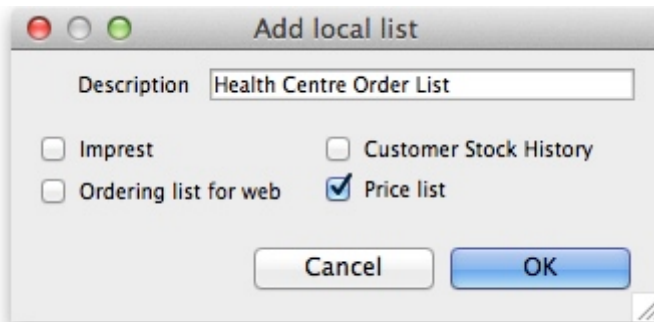 Add local list
Description Health Centre Order List
Imprest Customer Stock History
Ordering list for web Price list
Cancel OK